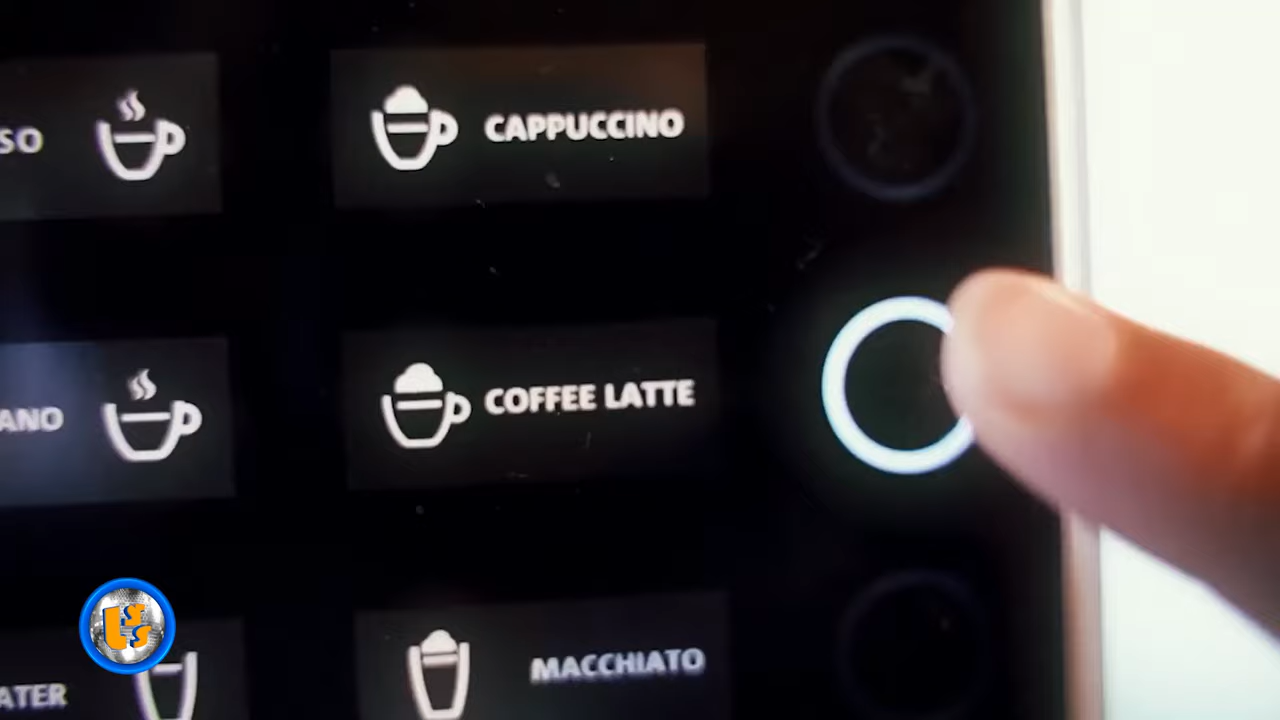 SO
CAPPUCCINO
ANO
COFFEE LATTE
ATER
MACCHIATO